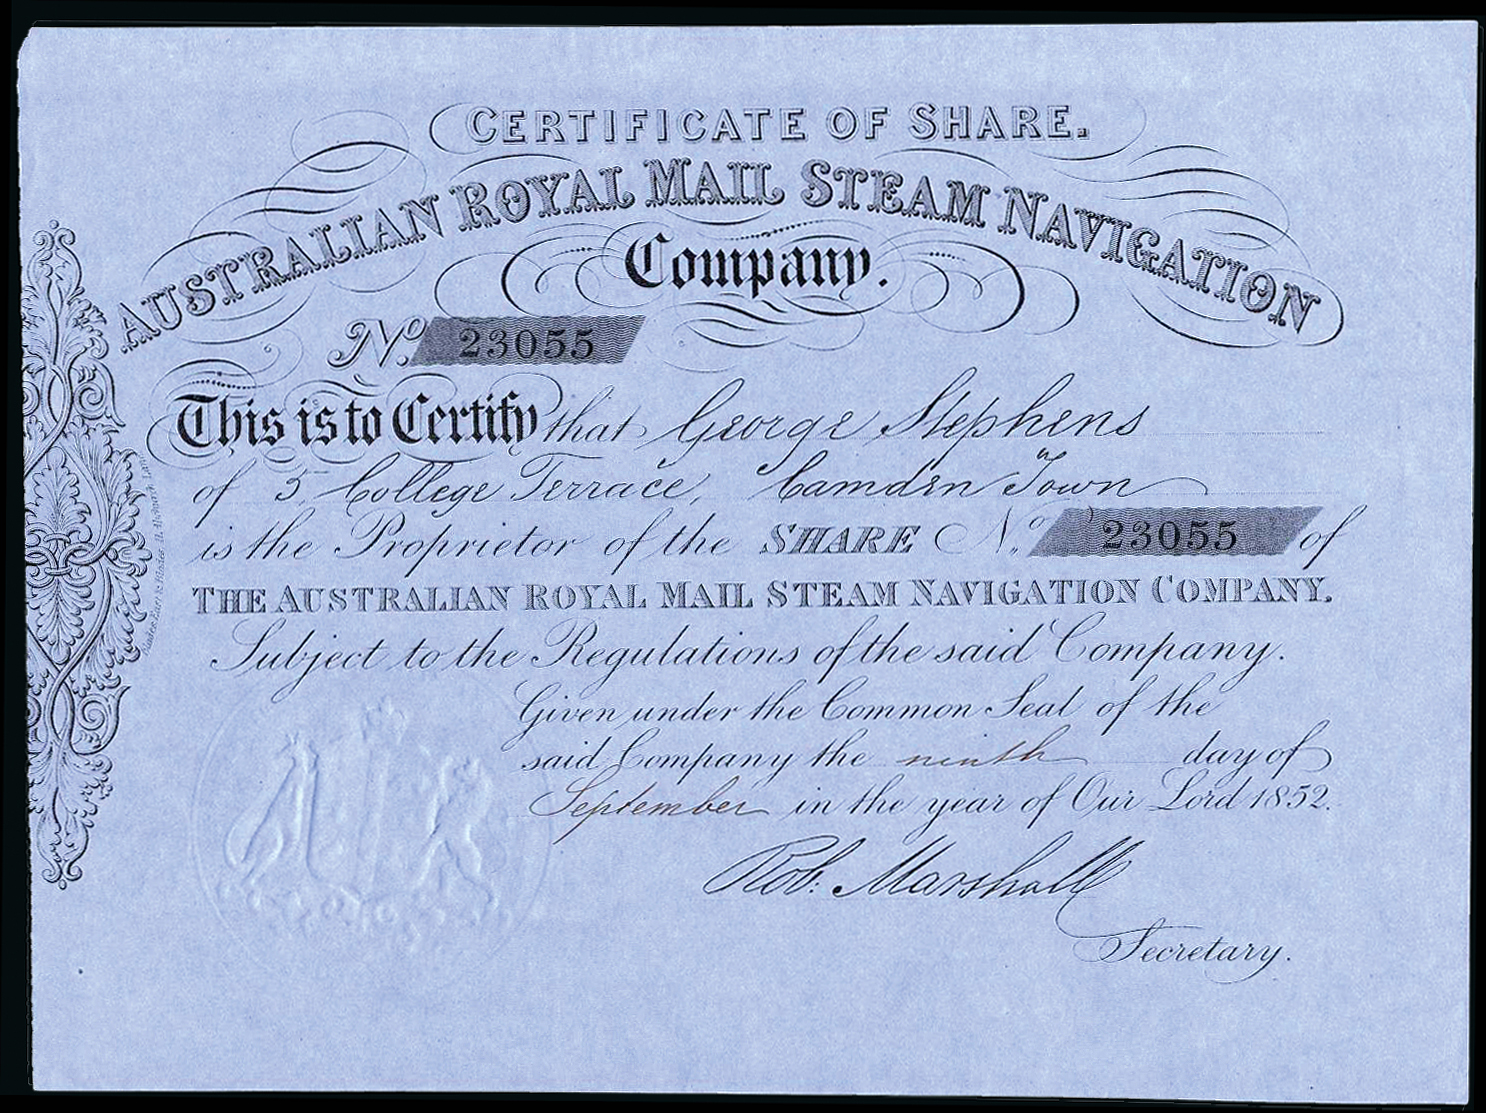 CERTIFICATE OF SHARE.
AUSTRALIAN ROYAL MAIL STEAM NAVIGATION
Company.
No. 23055
This is to Certify that George Stephens
of 5, College Terrace, Camden Town
is the Proprietor of the SHARE No. 23055 of
THE AUSTRALIAN ROYAL MAIL STEAM NAVIGATION COMPANY.
Subject to the Regulations of the said Company.
Given under the Common Seal of the
said Company the ninth day of
September in the year of Our Lord 1852.
Rob. Marshall
Secretary.